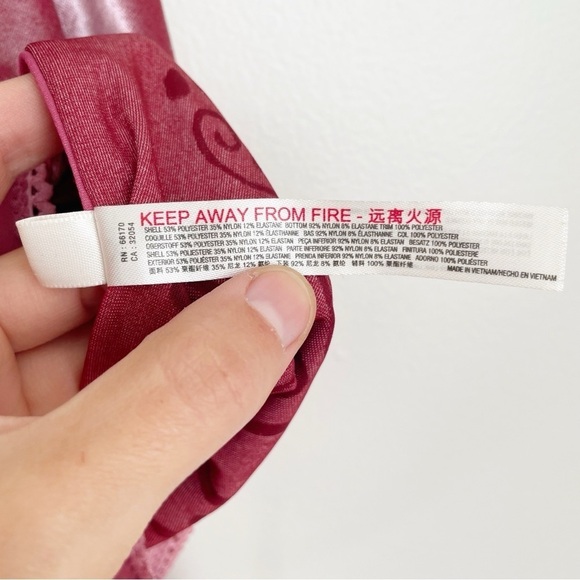 RN : 66170
CA : 32054
KEEP AWAY FROM FIRE - 远离火源
SHELL 53% POLYESTER 35% NYLON 12% ELASTANE BOTTOM 92% NYLON 8% ELASTANE TRIM 100% POLYESTER
COQUILLE 53% POLYESTER 35% NYLON 12% ÉLASTHANNE BAS 92% NYLON 8% ÉLASTHANNE COL 100% POLYESTER
OBERSTOFF 53% POLYESTER 35% NYLON 12% ELASTAN PEÇA INFERIOR 92% NYLON 8% ELASTAN BESATZ 100% POLYESTER
SHELL 53% POLIESTERE 35% NYLON 12% ELASTAN PARTE INFERIORE 92% NYLON 8% ELASTAN FINITURA 100% POLIESTERE
EXTERIOR 53% POLIÉSTER 35% NYLON 12% ELASTANE PRENDA INFERIOR 92% NYLON 8% ELASTANE ADORNO 100% POLIÉSTER
面料 53% 聚酯纤维 35% 尼龙 12% 氨纶 下装 92% 尼龙 8% 氨纶 辅料 100% 聚酯纤维
MADE IN VIETNAM/HECHO EN VIETNAM